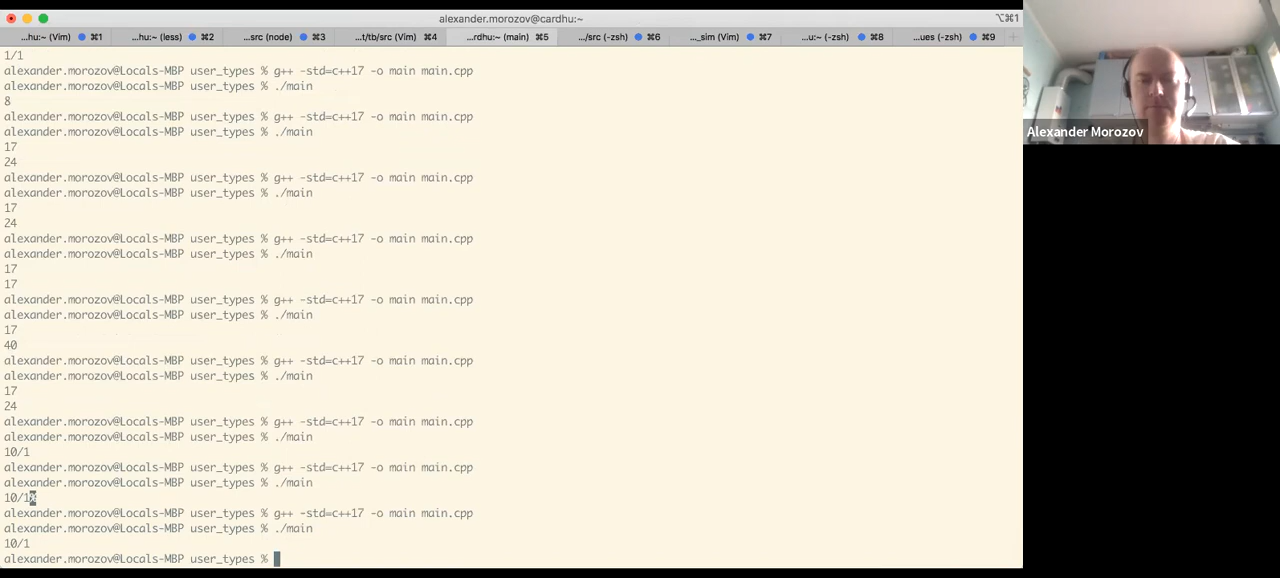 alexander.morozov@cardhu:~
⌥⌘1
...hu:~ (Vim) ⌘1 ...hu:~ (less) ⌘2 ...src (node) ⌘3 ...t/tb/src (Vim) ⌘4 ...rdhu:~ (main) ⌘5 .../src (-zsh) ⌘6 ..._sim (Vim) ⌘7 ...u:~ (-zsh) ⌘8 ...ues (-zsh) ⌘9 +
1/1
alexander.morozov@Locals-MBP user_types % g++ -std=c++17 -o main main.cpp
alexander.morozov@Locals-MBP user_types % ./main
8
alexander.morozov@Locals-MBP user_types % g++ -std=c++17 -o main main.cpp
alexander.morozov@Locals-MBP user_types % ./main
17
24
alexander.morozov@Locals-MBP user_types % g++ -std=c++17 -o main main.cpp
alexander.morozov@Locals-MBP user_types % ./main
17
24
alexander.morozov@Locals-MBP user_types % g++ -std=c++17 -o main main.cpp
alexander.morozov@Locals-MBP user_types % ./main
17
17
alexander.morozov@Locals-MBP user_types % g++ -std=c++17 -o main main.cpp
alexander.morozov@Locals-MBP user_types % ./main
17
40
alexander.morozov@Locals-MBP user_types % g++ -std=c++17 -o main main.cpp
alexander.morozov@Locals-MBP user_types % ./main
17
24
alexander.morozov@Locals-MBP user_types % g++ -std=c++17 -o main main.cpp
alexander.morozov@Locals-MBP user_types % ./main
10/1
alexander.morozov@Locals-MBP user_types % g++ -std=c++17 -o main main.cpp
alexander.morozov@Locals-MBP user_types % ./main
10/1%
alexander.morozov@Locals-MBP user_types % g++ -std=c++17 -o main main.cpp
alexander.morozov@Locals-MBP user_types % ./main
10/1
alexander.morozov@Locals-MBP user_types %
Alexander Morozov